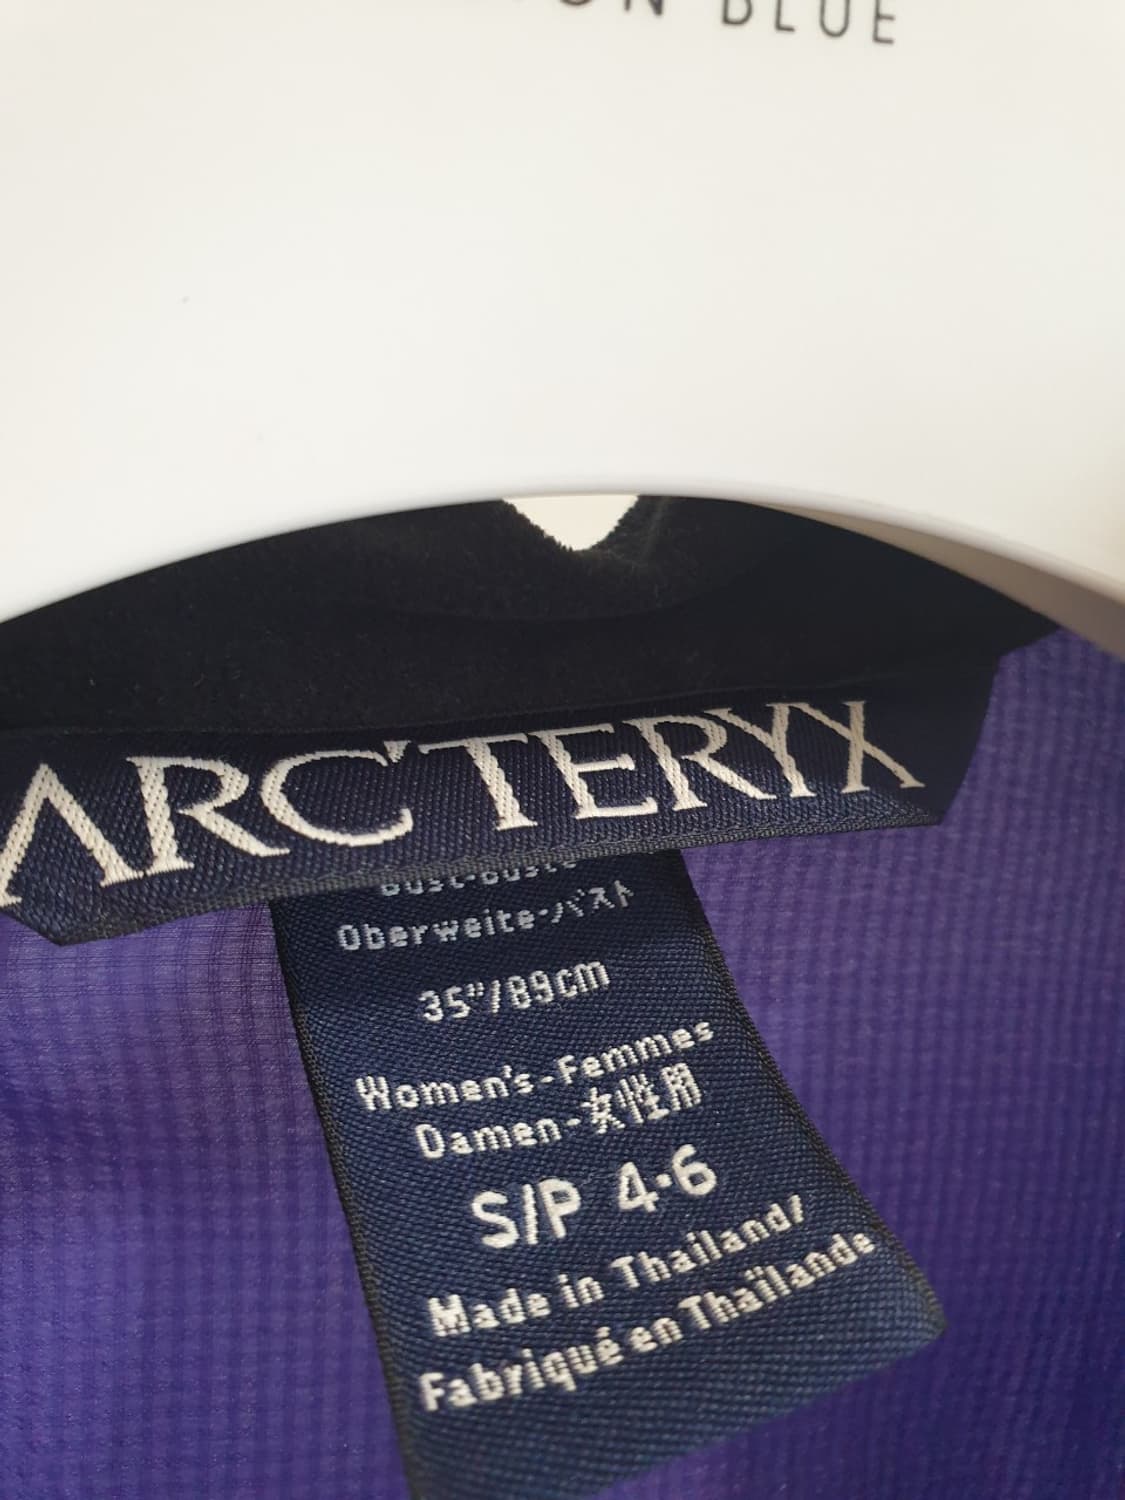 BLUE
ARC'TERYX
Oberweite-バスト
35"/89cm
Women's-Femmes
Damen-女性用
S/P 4-6
Made in Thailand/
Fabriqué en Thaïlande